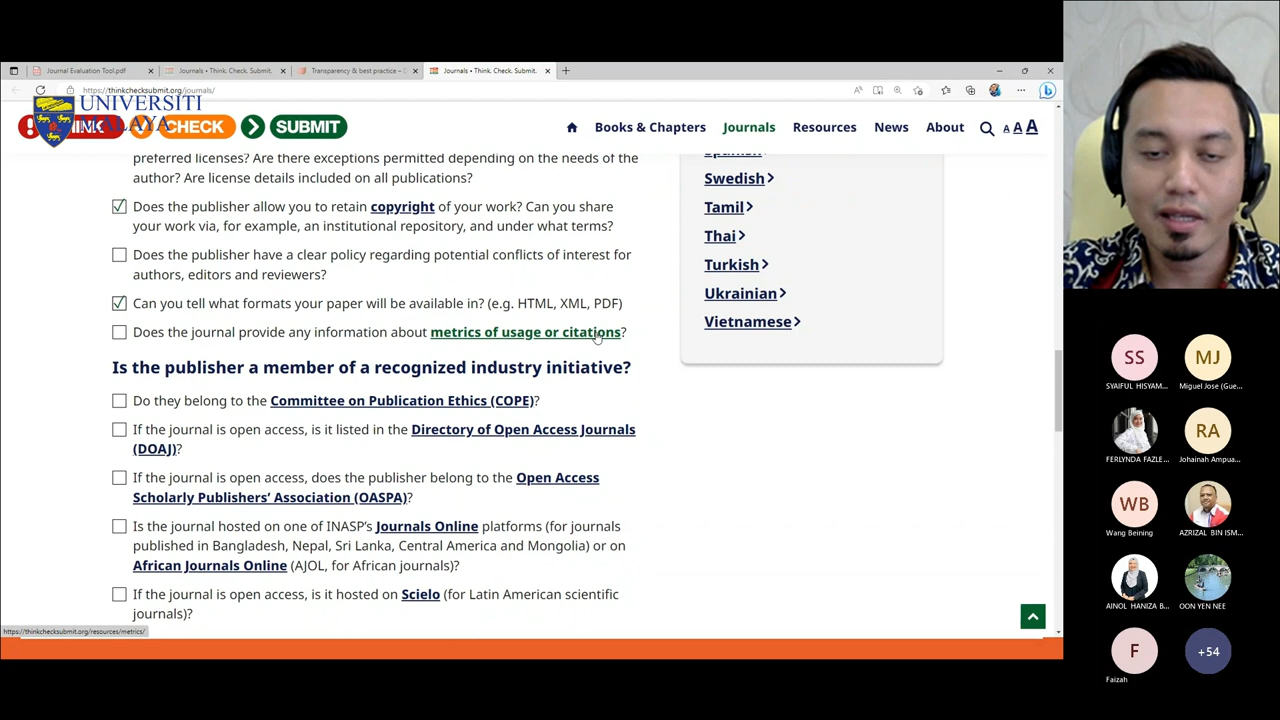 Journal Evaluation Tool.pdf
Journals • Think. Check. Submit.
Transparency & best practice – D
Journals • Think. Check. Submit.
https://thinkchecksubmit.org/journals/
UNIVERSITI
MALAYA
CHECK
SUBMIT
Books & Chapters
Journals
Resources
News
About
A A A
preferred licenses? Are there exceptions permitted depending on the needs of the
author? Are license details included on all publications?
Does the publisher allow you to retain copyright of your work? Can you share
your work via, for example, an institutional repository, and under what terms?
Does the publisher have a clear policy regarding potential conflicts of interest for
authors, editors and reviewers?
Can you tell what formats your paper will be available in? (e.g. HTML, XML, PDF)
Does the journal provide any information about metrics of usage or citations?
Is the publisher a member of a recognized industry initiative?
Do they belong to the Committee on Publication Ethics (COPE)?
If the journal is open access, is it listed in the Directory of Open Access Journals
(DOAJ)?
If the journal is open access, does the publisher belong to the Open Access
Scholarly Publishers’ Association (OASPA)?
Is the journal hosted on one of INASP’s Journals Online platforms (for journals
published in Bangladesh, Nepal, Sri Lanka, Central America and Mongolia) or on
African Journals Online (AJOL, for African journals)?
If the journal is open access, is it hosted on Scielo (for Latin American scientific
journals)?
https://thinkchecksubmit.org/resources/metrics/
Spanish
Swedish
Tamil
Thai
Turkish
Ukrainian
Vietnamese
SS
MJ
SYAIFUL HISYAM...
Miguel Jose (Gue...
RA
FERLYNDA FAZLE...
Johainah Ampua...
WB
Wang Beining
AZRIZAL BIN ISM...
AINOL HANIZA B...
OON YEN NEE
F
+54
Faizah